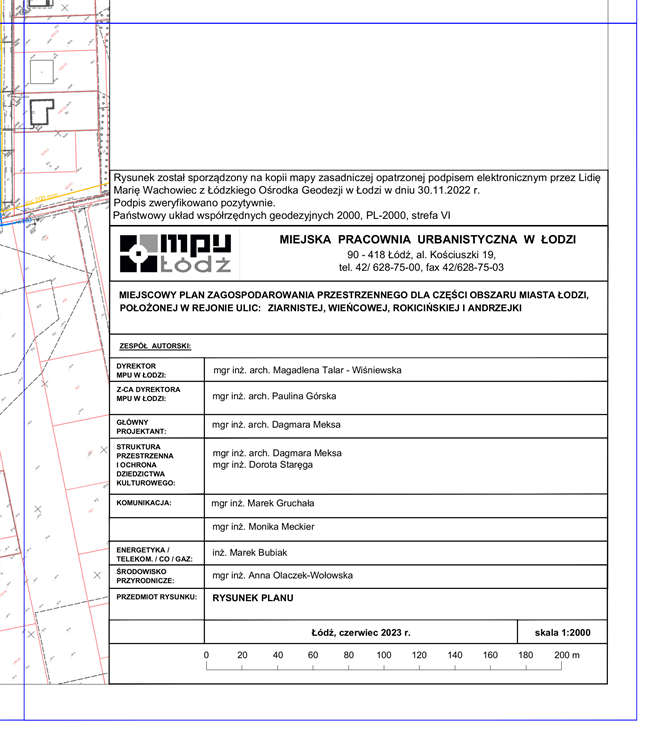 Rysunek został sporządzony na kopii mapy zasadniczej opatrzonej podpisem elektronicznym przez Lidię
Marię Wachowiec z Łódzkiego Ośrodka Geodezji w Łodzi w dniu 30.11.2022 r.
Podpis zweryfikowano pozytywnie.
Państwowy układ współrzędnych geodezyjnych 2000, PL-2000, strefa VI
mpu
Łódź
MIEJSKA PRACOWNIA URBANISTYCZNA W ŁODZI
90 - 418 Łódź, al. Kościuszki 19,
tel. 42/ 628-75-00, fax 42/628-75-03
MIEJSCOWY PLAN ZAGOSPODAROWANIA PRZESTRZENNEGO DLA CZĘŚCI OBSZARU MIASTA ŁODZI,
POŁOŻONEJ W REJONIE ULIC: ZIARNISTEJ, WIEŃCOWEJ, ROKICIŃSKIEJ I ANDRZEJKI
ZESPÓŁ AUTORSKI:
DYREKTOR
MPU W ŁODZI:
mgr inż. arch. Magadlena Talar - Wiśniewska
Z-CA DYREKTORA
MPU W ŁODZI:
mgr inż. arch. Paulina Górska
GŁÓWNY
PROJEKTANT:
mgr inż. arch. Dagmara Meksa
STRUKTURA
PRZESTRZENNA
I OCHRONA
DZIEDZICTWA
KULTUROWEGO:
mgr inż. arch. Dagmara Meksa
mgr inż. Dorota Staręga
KOMUNIKACJA:
mgr inż. Marek Gruchała
mgr inż. Monika Meckier
ENERGETYKA /
TELEKOM. / CO / GAZ:
inż. Marek Bubiak
ŚRODOWISKO
PRZYRODNICZE:
mgr inż. Anna Olaczek-Wołowska
PRZEDMIOT RYSUNKU:
RYSUNEK PLANU
Łódź, czerwiec 2023 r.
skala 1:2000
0 20 40 60 80 100 120 140 160 180 200 m